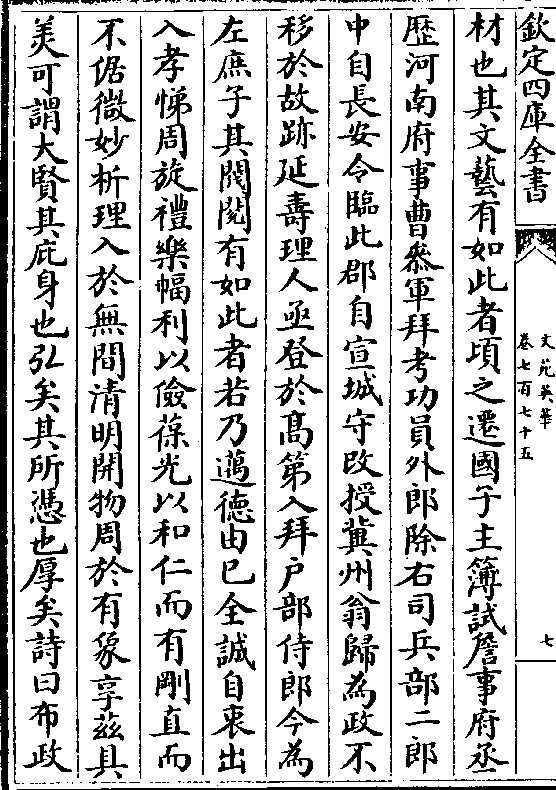 欽定四庫全書
文苑英華
卷七百七十五
七
材也其文藝有如此者頃之遷國子主簿試詹事府丞
歴河南府事曹叅軍拜考功員外郎除右司兵部二郎
中自長安令臨此郡自宣城守改授冀州翁歸為政不
移於故跡延壽理人亟登於髙第入拜戸部侍郎今為
左庶子其閥閲有如此者若乃邁德由已全誠自衷出
入孝悌周旋禮樂幅利以儉葆光以和仁而有剛直而
不倨微妙析理入於無間清明開物周於有象享茲具
羙可謂大賢其庇身也弘矣其所憑也厚矣詩曰布政